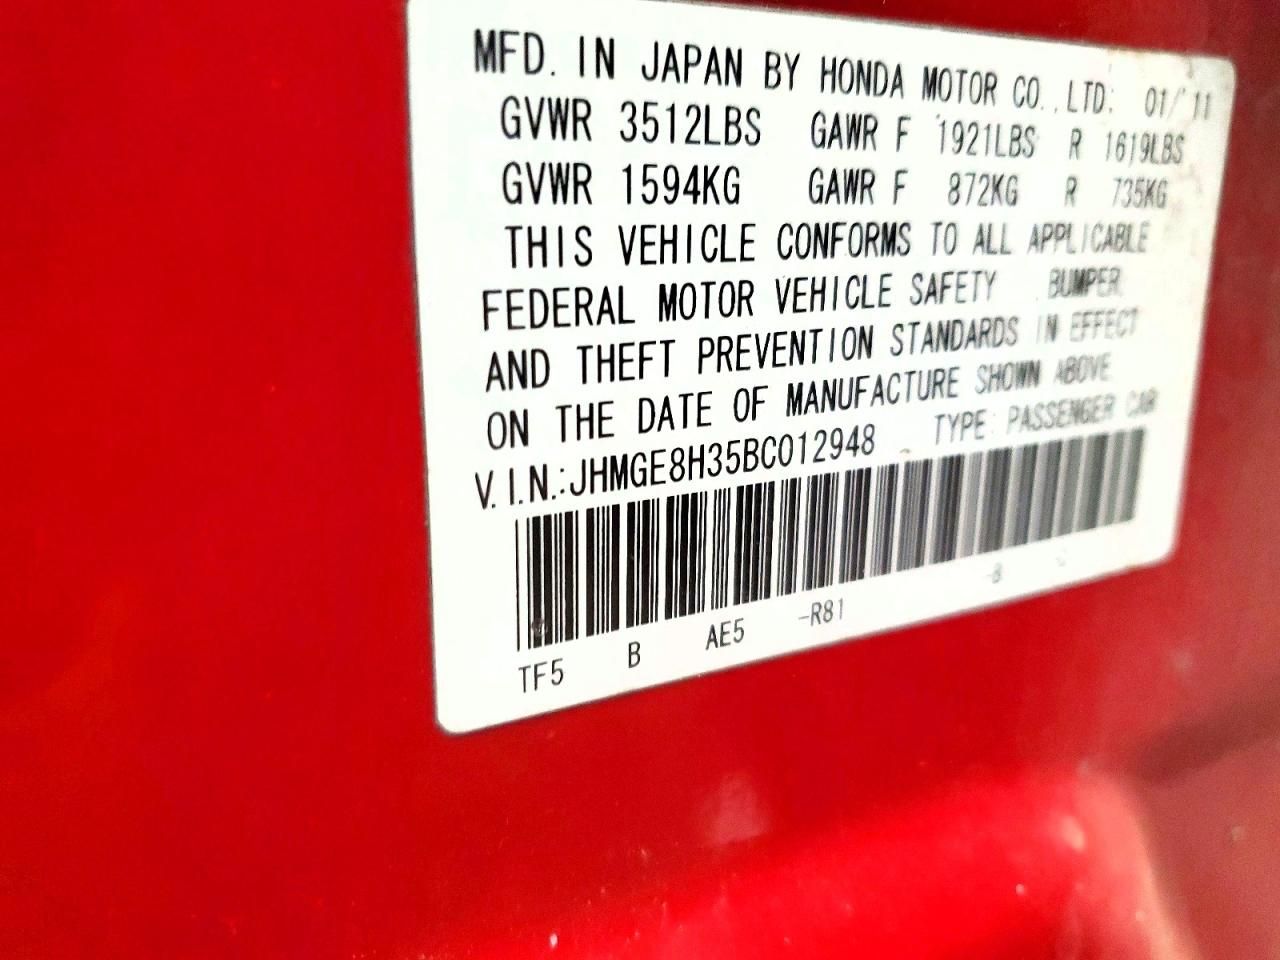 MFD. IN JAPAN BY HONDA MOTOR CO.,LTD: 01/ 11
GVWR 3512LBS GAWR F 1921LBS R 1619LBS
GVWR 1594KG GAWR F 872KG R 735KG
THIS VEHICLE CONFORMS TO ALL APPLICABLE
FEDERAL MOTOR VEHICLE SAFETY BUMPER
AND THEFT PREVENTION STANDARDS IN EFFECT
ON THE DATE OF MANUFACTURE SHOWN ABOVE
V.I.N.:JHMGE8H35BC012948 TYPE: PASSENGER CAR
TF5 B AE5 -R81 -B